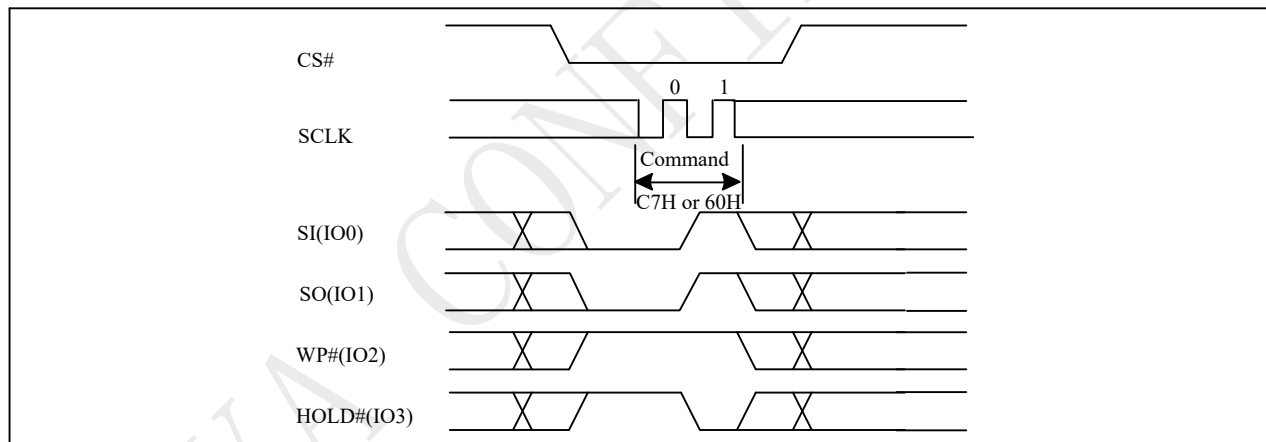 CS#
0 1
SCLK
Command
C7H or 60H
SI(IO0)
SO(IO1)
WP#(IO2)
HOLD#(IO3)